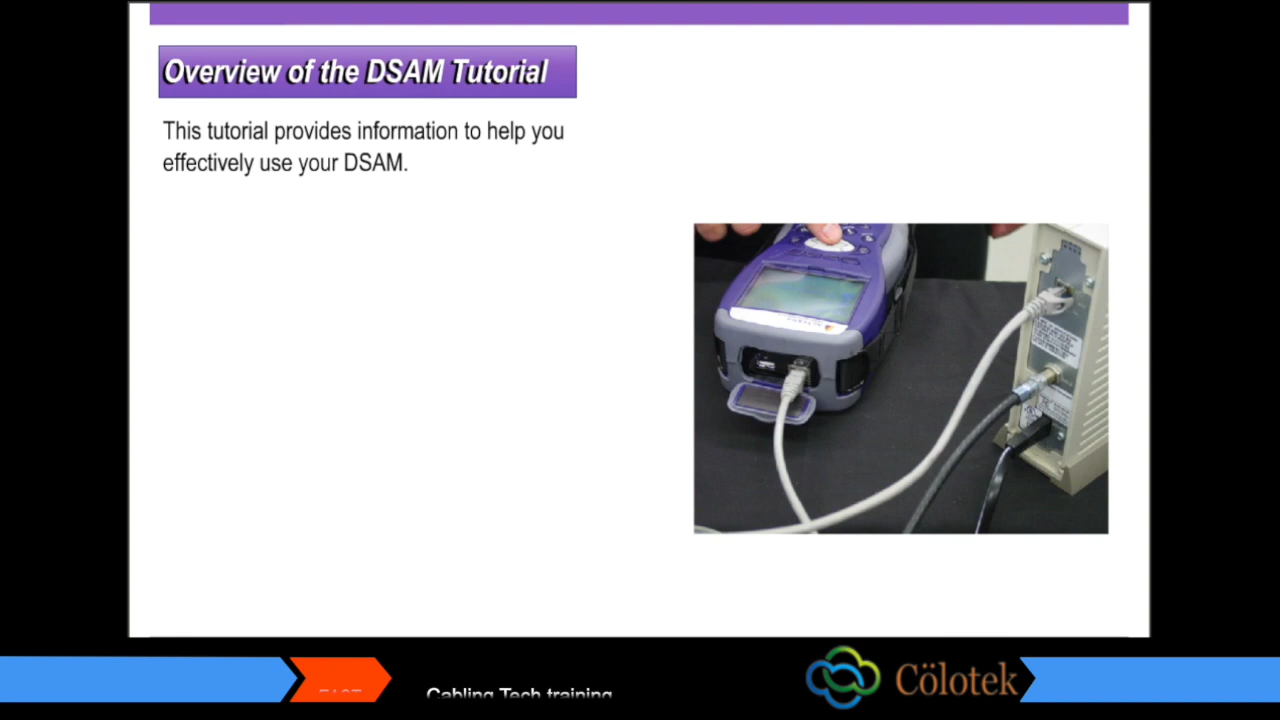 Overview of the DSAM Tutorial
This tutorial provides information to help you
effectively use your DSAM.
Cabling Tech training
Cölotek